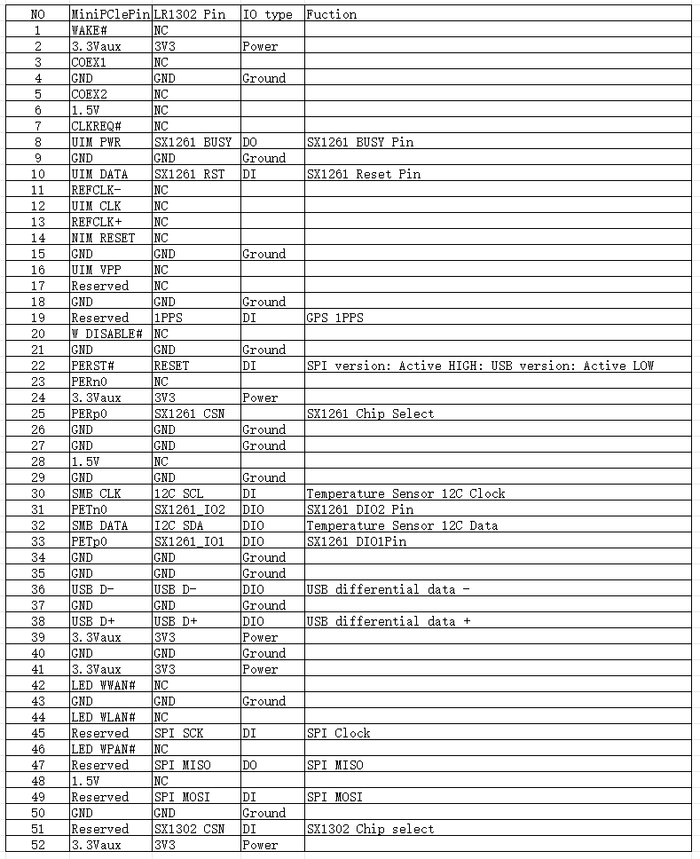 NO MiniPClePin LR1302 Pin IO type Fuction
1 WAKE# NC
2 3.3Vaux 3V3 Power
3 COEX1 NC
4 GND GND Ground
5 COEX2 NC
6 1.5V NC
7 CLKREQ# NC
8 UIM PWR SX1261 BUSY DO SX1261 BUSY Pin
9 GND GND Ground
10 UIM DATA SX1261 RST DI SX1261 Reset Pin
11 REFCLK- NC
12 UIM CLK NC
13 REFCLK+ NC
14 NIM RESET NC
15 GND GND Ground
16 UIM VPP NC
17 Reserved NC
18 GND GND Ground
19 Reserved 1PPS DI GPS 1PPS
20 W DISABLE# NC
21 GND GND Ground
22 PERST# RESET DI SPI version: Active HIGH: USB version: Active LOW
23 PERn0 NC
24 3.3Vaux 3V3 Power
25 PERp0 SX1261 CSN SX1261 Chip Select
26 GND GND Ground
27 GND GND Ground
28 1.5V NC
29 GND GND Ground
30 SMB CLK 12C SCL DI Temperature Sensor 12C Clock
31 PETn0 SX1261_IO2 DIO SX1261 DIO2 Pin
32 SMB DATA I2C SDA DIO Temperature Sensor 12C Data
33 PETp0 SX1261_IO1 DIO SX1261 DIO1Pin
34 GND GND Ground
35 GND GND Ground
36 USB D- USB D- DIO USB differential data -
37 GND GND Ground
38 USB D+ USB D+ DIO USB differential data +
39 3.3Vaux 3V3 Power
40 GND GND Ground
41 3.3Vaux 3V3 Power
42 LED WWAN# NC
43 GND GND Ground
44 LED WLAN# NC
45 Reserved SPI SCK DI SPI Clock
46 LED WPAN# NC
47 Reserved SPI MISO DO SPI MISO
48 1.5V NC
49 Reserved SPI MOSI DI SPI MOSI
50 GND GND Ground
51 Reserved SX1302 CSN DI SX1302 Chip select
52 3.3Vaux 3V3 Power